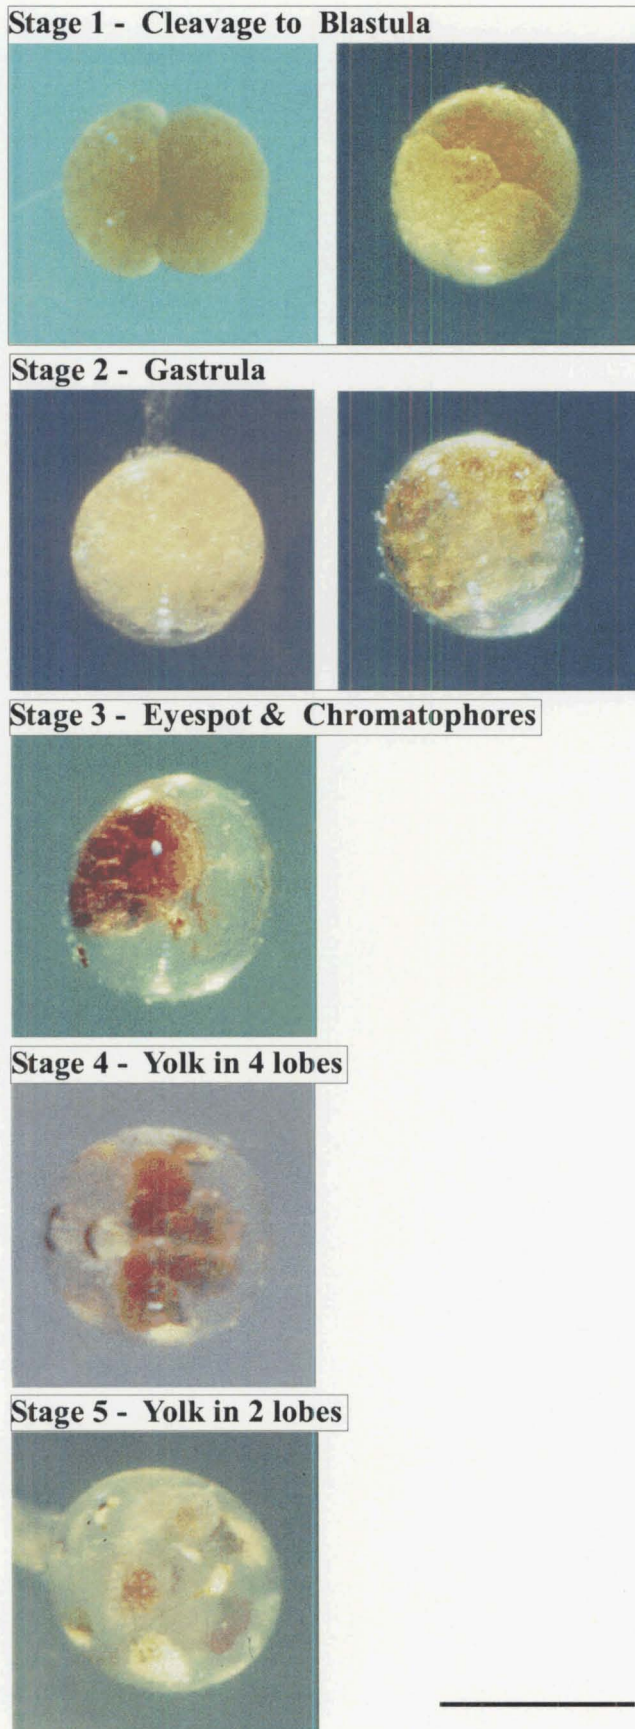 Stage 1 - Cleavage to Blastula
Stage 2 - Gastrula
Stage 3 - Eyespot & Chromatophores
Stage 4 - Yolk in 4 lobes
Stage 5 - Yolk in 2 lobes